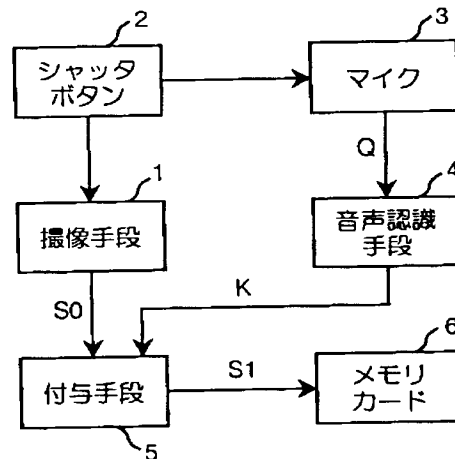 2
シャッタ
ボタン
3
マイク
Q
1
撮像手段
4
音声認識
手段
S0
K
付与手段
5
S1
6
メモリ
カード